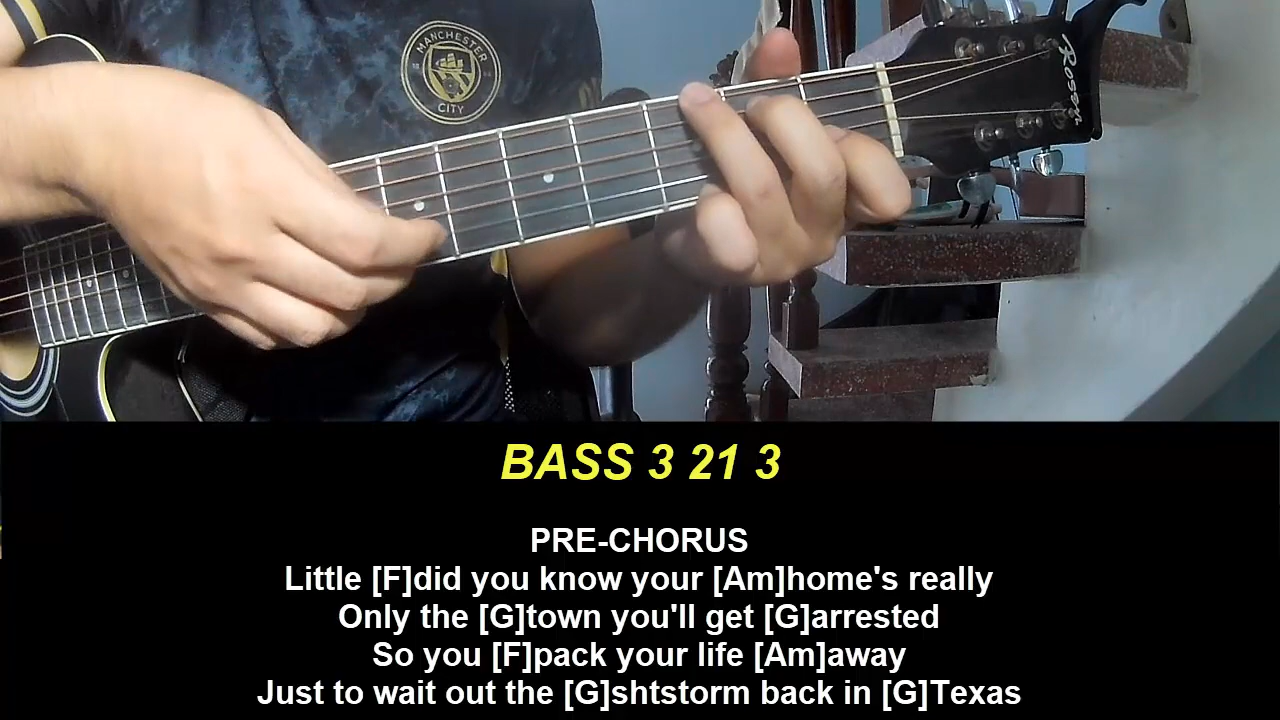 MANCHESTER
CITY
BASS 3 21 3
PRE-CHORUS
Little [F]did you know your [Am]home's really
Only the [G]town you'll get [G]arrested
So you [F]pack your life [Am]away
Just to wait out the [G]shtstorm back in [G]Texas